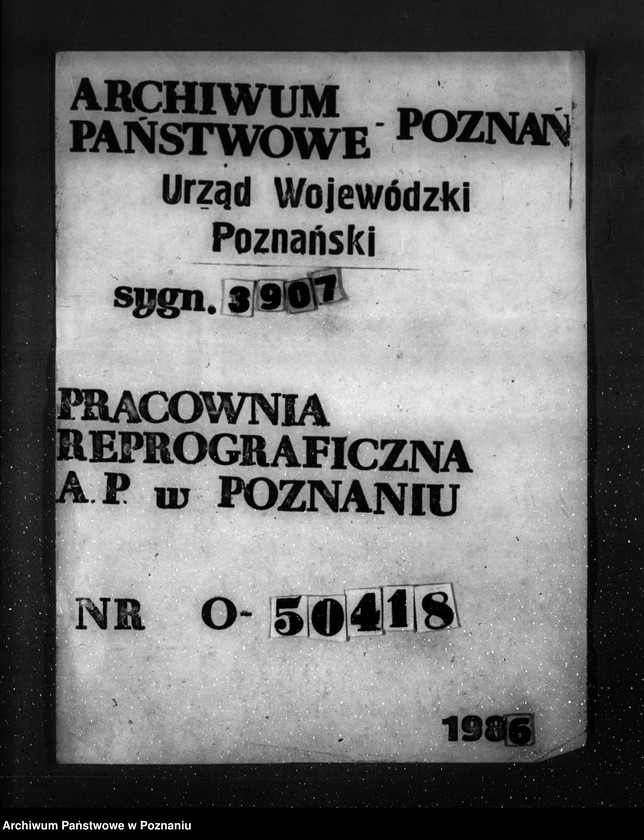 ARCHIWUM
PAŃSTWOWE - POZNAŃ
Urząd Wojewódzki
Poznański
sygn. 3907
PRACOWNIA
REPROGRAFICZNA
A.P. w POZNANIU
NR O-50418
1986
Archiwum Państwowe w Poznaniu